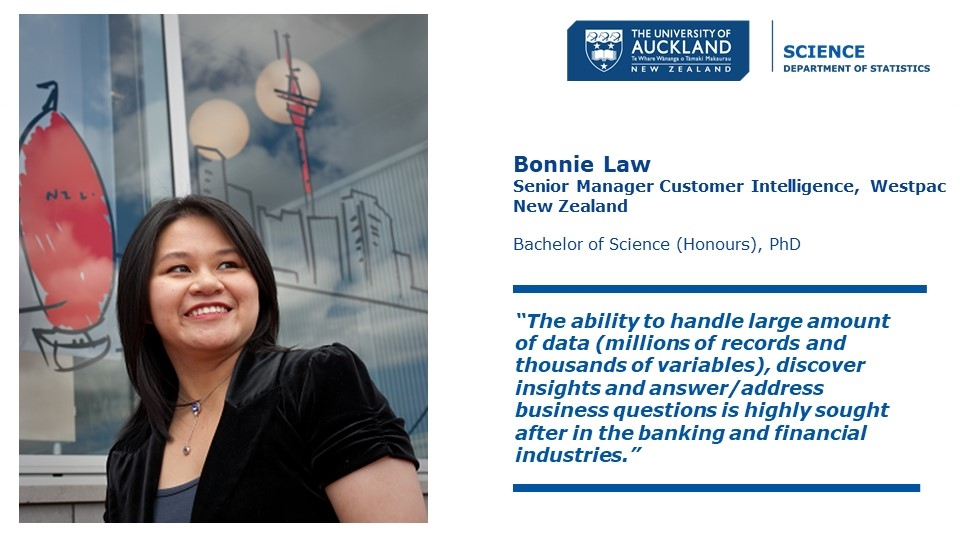 THE UNIVERSITY OF
AUCKLAND
Te Whare Wānanga o Tāmaki Makaurau
NEW ZEALAND
SCIENCE
DEPARTMENT OF STATISTICS
Bonnie Law
Senior Manager Customer Intelligence, Westpac
New Zealand
Bachelor of Science (Honours), PhD
“The ability to handle large amount
of data (millions of records and
thousands of variables), discover
insights and answer/address
business questions is highly sought
after in the banking and financial
industries.”